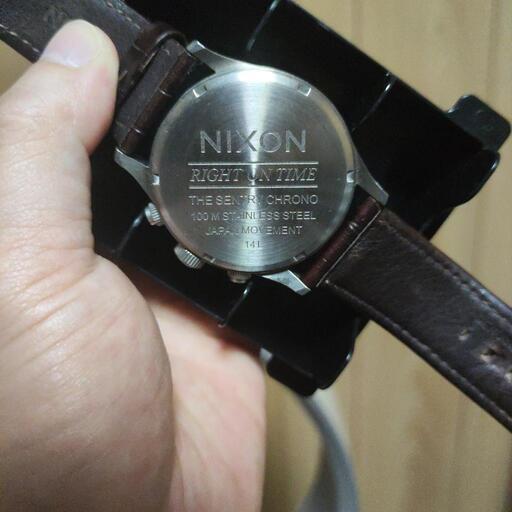 NIXON
RIGHT ON TIME
THE SENTRY CHRONO
100 M STAINLESS STEEL
JAPAN MOVEMENT
14L